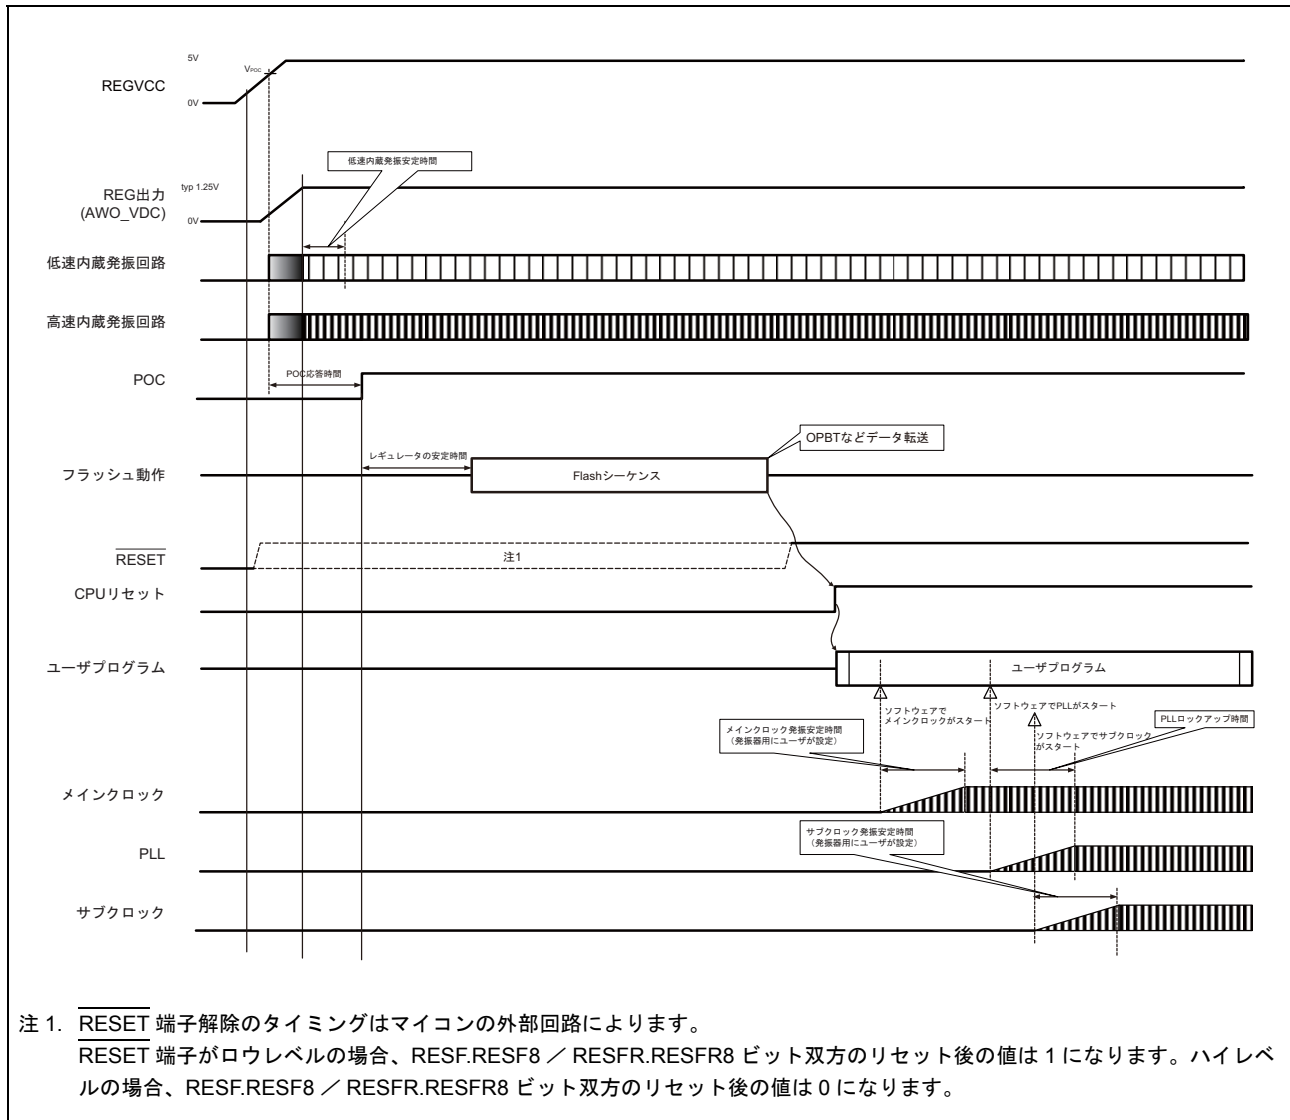 5V
VPOC
REGVCC
0V
低速内蔵発振安定時間
typ 1.25V
REG出力
(AWO_VDC)
0V
低速内蔵発振回路
高速内蔵発振回路
POC
POC応答時間
OPBTなどデータ転送
レギュレータの安定時間
フラッシュ動作
Flashシーケンス
RESET
注1
CPUリセット
ユーザプログラム
ユーザプログラム
ソフトウェアで
メインクロックがスタート
ソフトウェアでPLLがスタート
PLLロックアップ時間
メインクロック発振安定時間
（発振器用にユーザが設定）
ソフトウェアでサブクロック
がスタート
メインクロック
サブクロック発振安定時間
（発振器用にユーザが設定）
PLL
サブクロック
注 1. RESET 端子解除のタイミングはマイコンの外部回路によります。
RESET 端子がロウレベルの場合、RESF.RESF8 ／ RESFR.RESFR8 ビット双方のリセット後の値は 1 になります。ハイレベ
ルの場合、RESF.RESF8 ／ RESFR.RESFR8 ビット双方のリセット後の値は 0 になります。